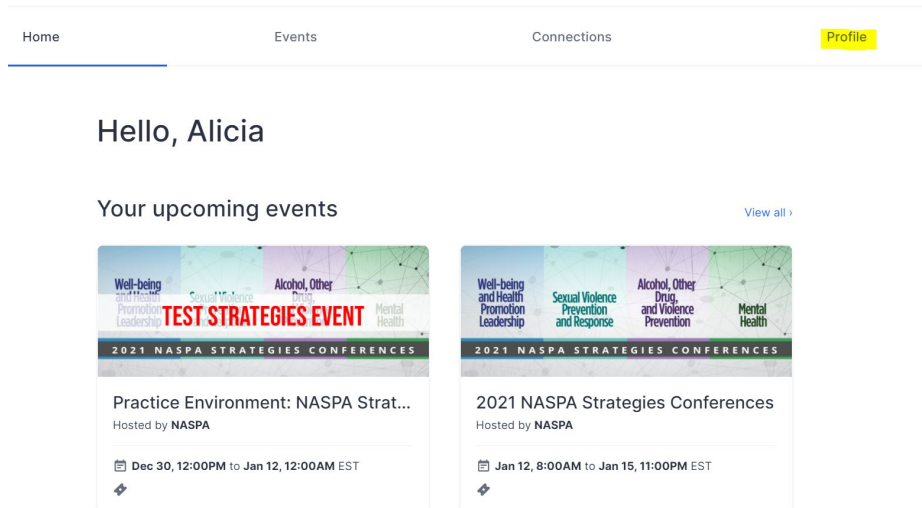 Home Events Connections Profile
Hello, Alicia
Your upcoming events View all ›
Well-being
and Health
Promotion
Leadership
Sexual Violence
Alcohol, Other
Drug,
Mental
Health
TEST STRATEGIES EVENT
2021 NASPA STRATEGIES CONFERENCES
Well-being
and Health
Promotion
Leadership
Sexual Violence
Prevention
and Response
Alcohol, Other
Drug,
and Violence
Prevention
Mental
Health
2021 NASPA STRATEGIES CONFERENCES
Practice Environment: NASPA Strat...
Hosted by NASPA
Dec 30, 12:00PM to Jan 12, 12:00AM EST
2021 NASPA Strategies Conferences
Hosted by NASPA
Jan 12, 8:00AM to Jan 15, 11:00PM EST